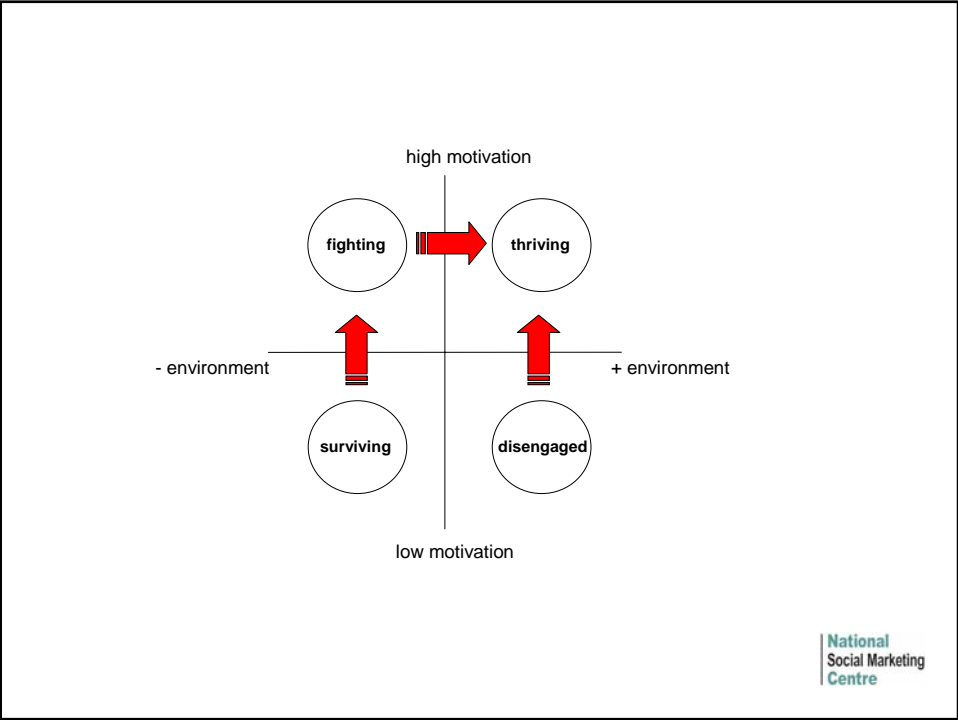 high motivation
fighting
thriving
- environment
+ environment
surviving
disengaged
low motivation
National
Social Marketing
Centre